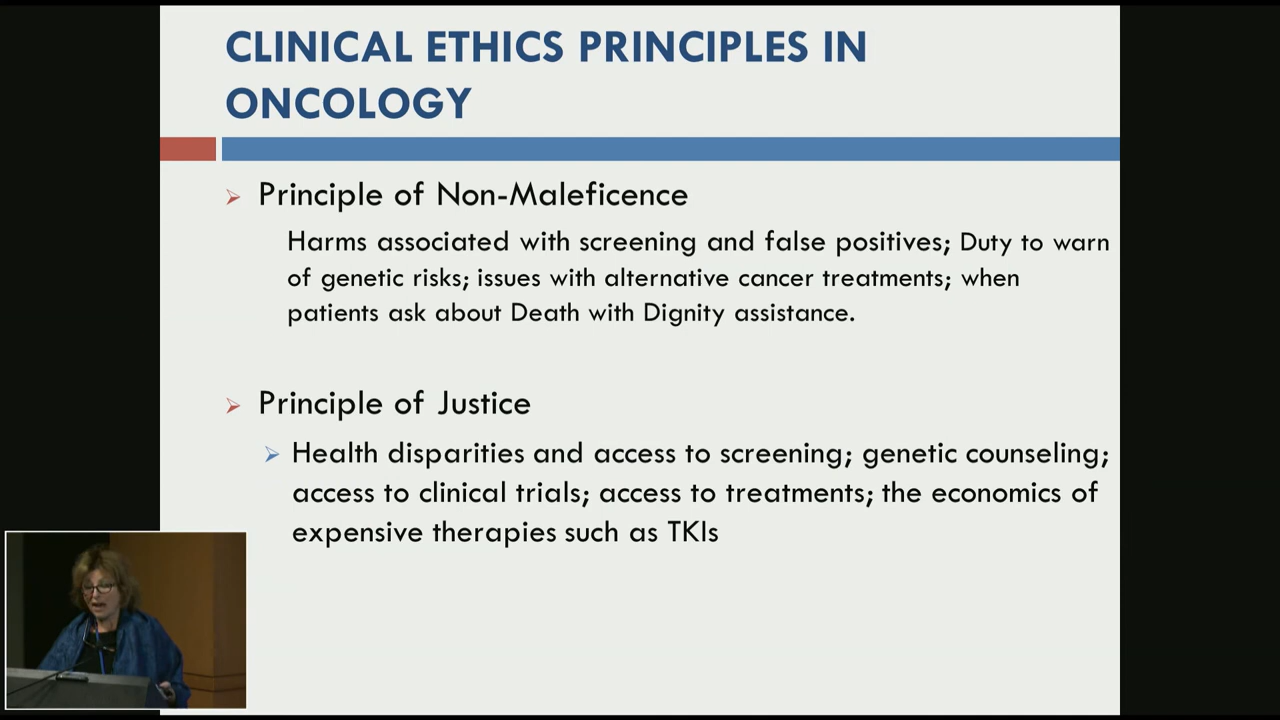 CLINICAL ETHICS PRINCIPLES IN
ONCOLOGY
Principle of Non-Maleficence
Harms associated with screening and false positives; Duty to warn
of genetic risks; issues with alternative cancer treatments; when
patients ask about Death with Dignity assistance.
Principle of Justice
Health disparities and access to screening; genetic counseling;
access to clinical trials; access to treatments; the economics of
expensive therapies such as TKIs